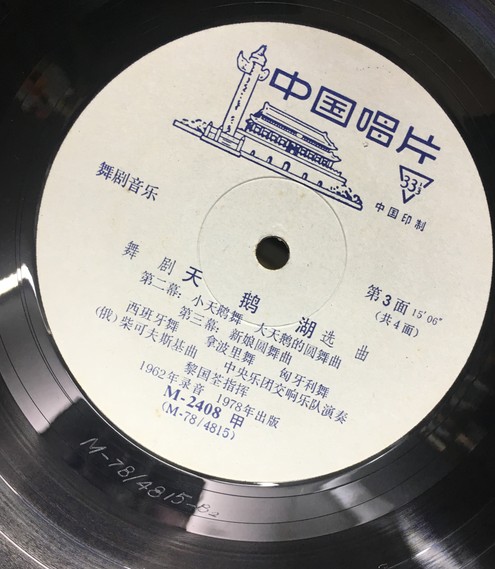 中国唱片
33⅓
中国印制
舞剧音乐
第3面 15′06″
(共4面)
舞剧 天鹅湖 选曲
第二幕: 小天鹅舞 大天鹅的圆舞曲
第三幕: 新娘圆舞曲 匈牙利舞
西班牙舞 拿波里舞
(俄)柴可夫斯基曲 中央乐团交响乐队演奏
黎国荃指挥
1962年录音 1978年出版
M-2408 甲
(M-78/4815)
M-78/4815-B2